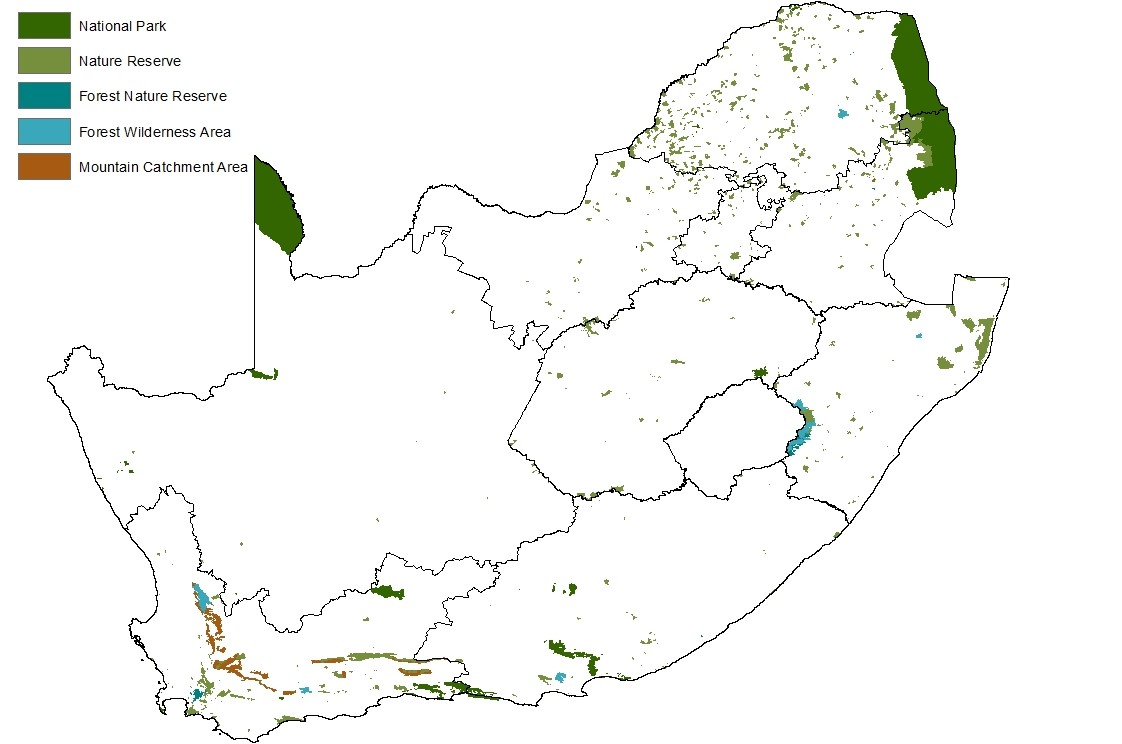 National Park
Nature Reserve
Forest Nature Reserve
Forest Wilderness Area
Mountain Catchment Area